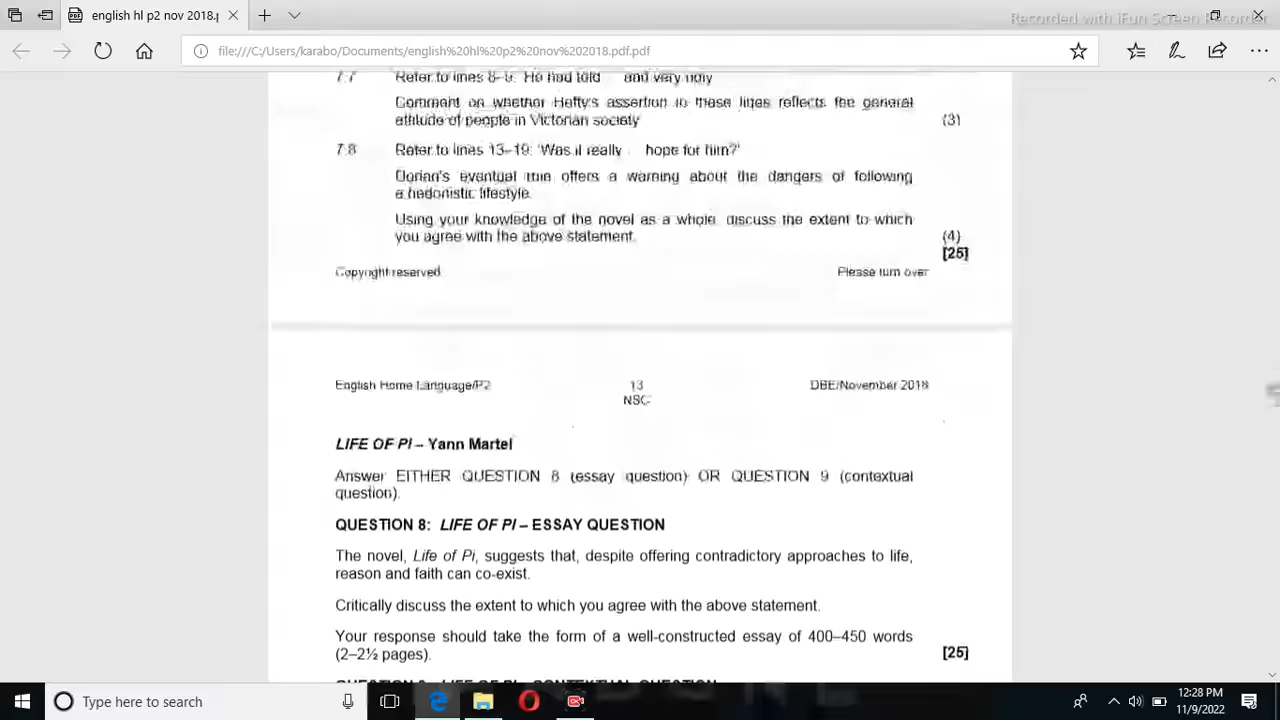 english hl p2 nov 2018.p
Recorded with iFun Screen Recorder
file:///C:/Users/karabo/Documents/english%20hl%20p2%20nov%202018.pdf.pdf
7.7 Refer to lines 8–9: 'He had told and very ugly
Comment on whether Hetty's assertion in these lines reflects the general
attitude of people in Victorian society (3)
7.8 Refer to lines 13–19: 'Was it really hope for him?'
Dorian's eventual ruin offers a warning about the dangers of following
a hedonistic lifestyle.
Using your knowledge of the novel as a whole, discuss the extent to which
you agree with the above statement. (4)
[25]
Copyright reserved Please turn over
English Home Language/P2 13 DBE/November 2018
NSC
LIFE OF PI – Yann Martel
Answer EITHER QUESTION 8 (essay question) OR QUESTION 9 (contextual
question).
QUESTION 8: LIFE OF PI – ESSAY QUESTION
The novel, Life of Pi, suggests that, despite offering contradictory approaches to life,
reason and faith can co-exist.
Critically discuss the extent to which you agree with the above statement.
Your response should take the form of a well-constructed essay of 400–450 words
(2–2½ pages). [25]
LIFE OF PI – CONTEXTUAL QUESTION
Type here to search
12:28 PM
11/9/2022